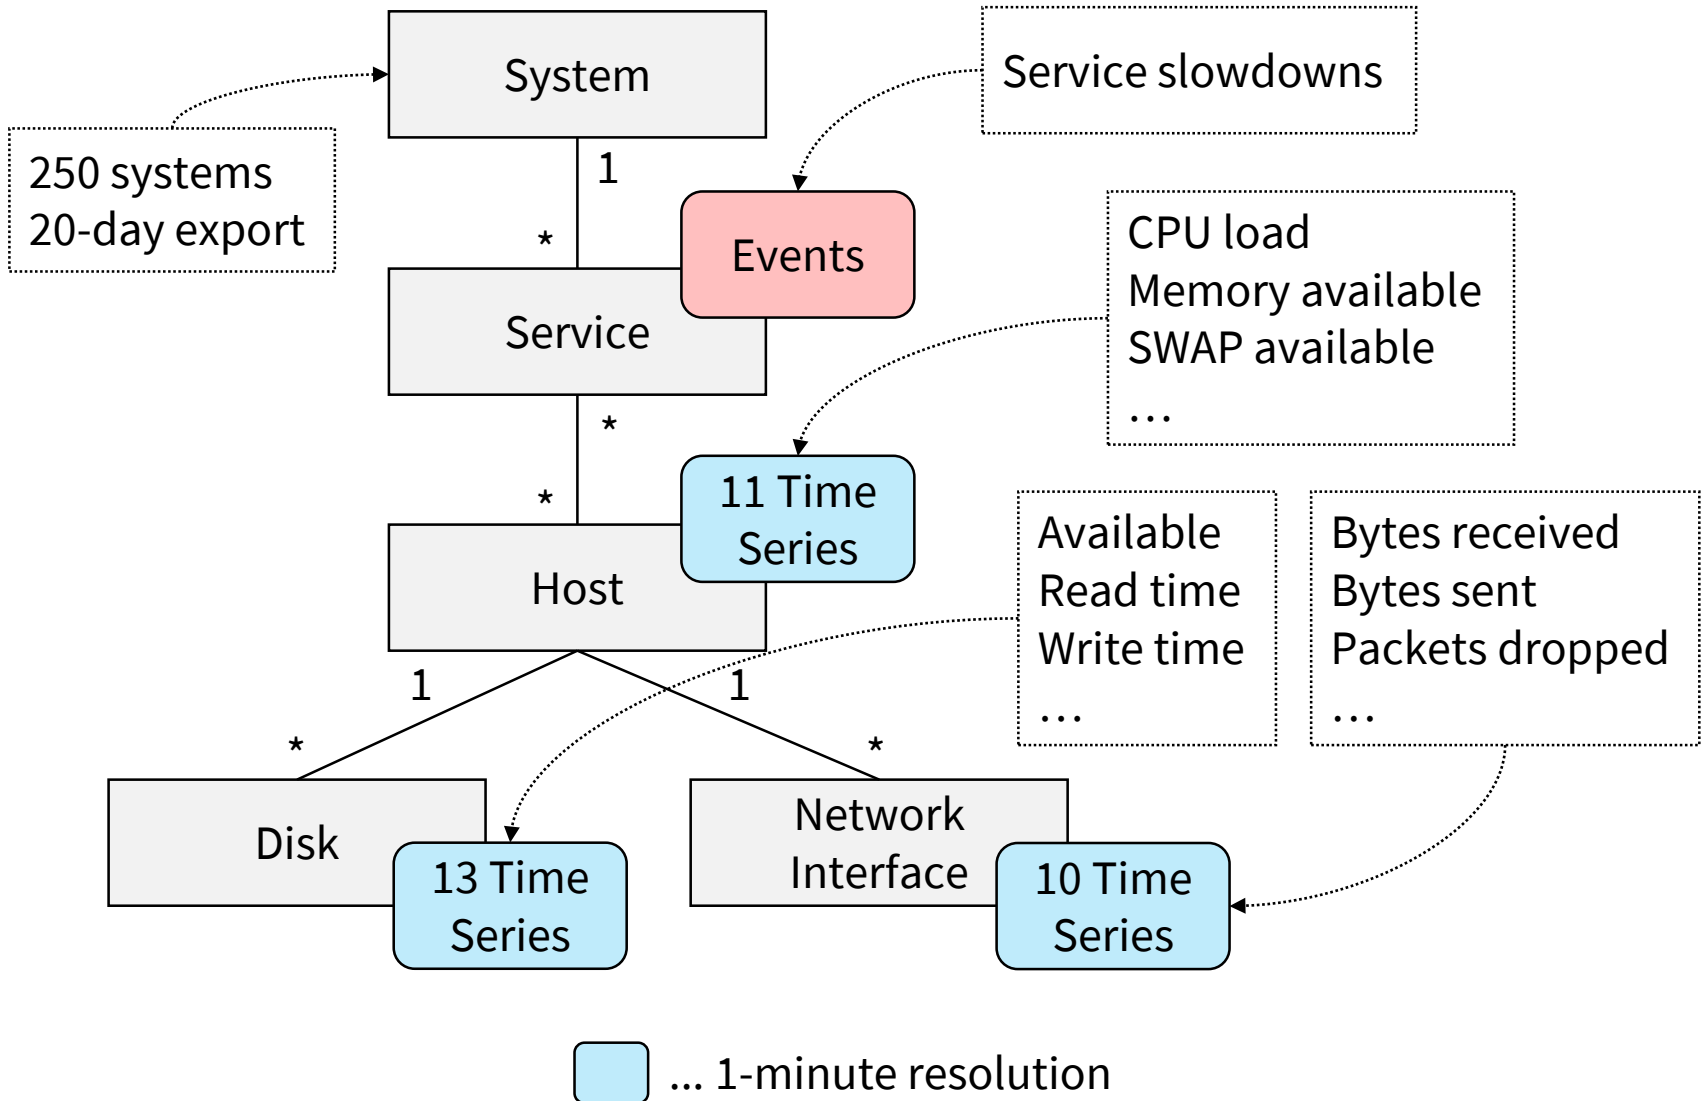 System
Service slowdowns
250 systems
20-day export
1
*
Events
CPU load
Memory available
SWAP available
...
Service
*
*
11 Time
Series
Host
Available
Read time
Write time
...
Bytes received
Bytes sent
Packets dropped
...
1
1
*
*
Disk
13 Time
Series
Network
Interface
10 Time
Series
... 1-minute resolution